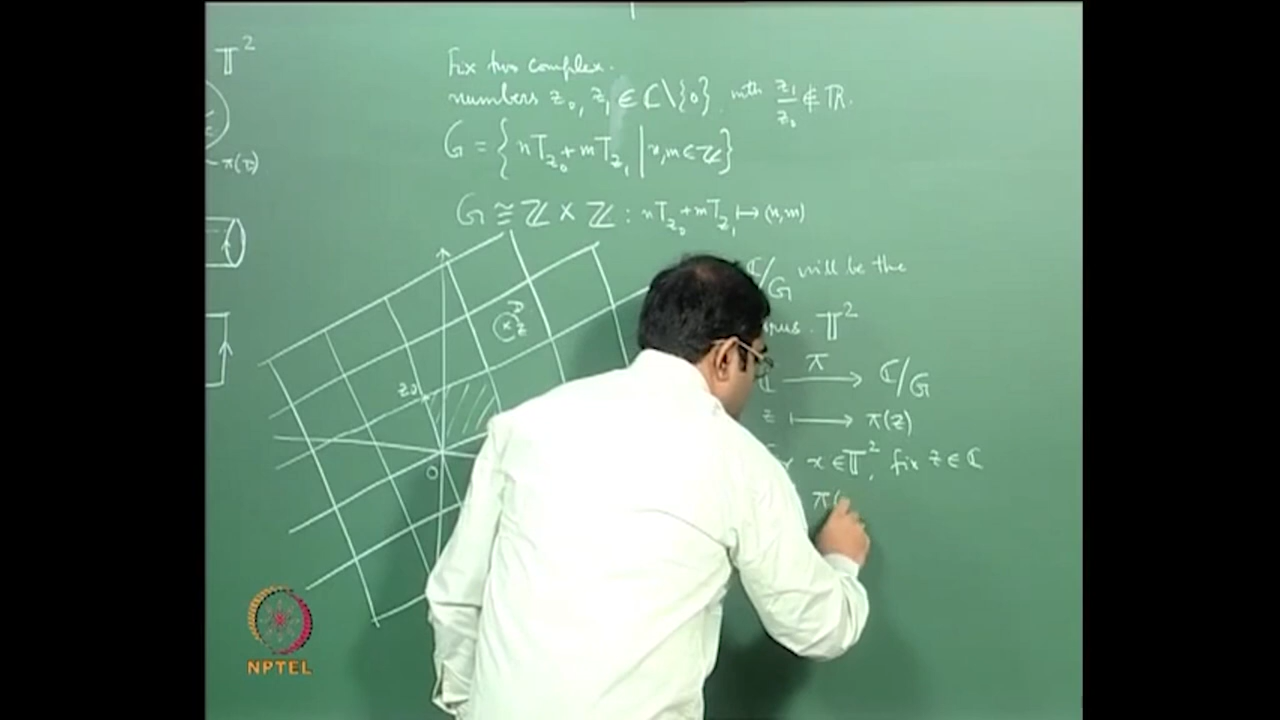 𝕋²
π(z)
Fix two complex.
numbers z₀, z₁ ∈ ℂ\{0}, with z₁/z₀ ∉ ℝ.
G = { nT_{z₀} + mT_{z₁} | n,m ∈ ℤ }
G ≅ ℤ × ℤ : nT_{z₀} + mT_{z₁} ↦ (n,m)
ℂ/G will be the
𝕋²
π
ℂ ⟶ ℂ/G
z ⟼ π(z)
x ∈ 𝕋², fix z ∈ ℂ
π(
D
z
z₀
0
NPTEL